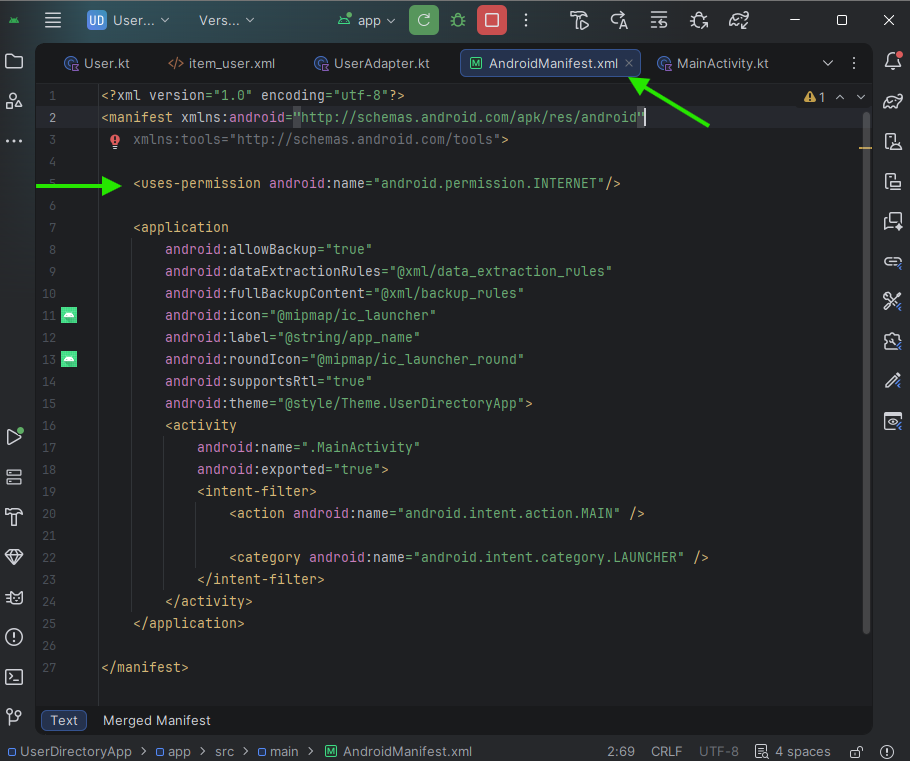 UD User... Vers... app
User.kt </> item_user.xml UserAdapter.kt M AndroidManifest.xml MainActivity.kt
1 <?xml version="1.0" encoding="utf-8"?> 1
2 <manifest xmlns:android="http://schemas.android.com/apk/res/android"
3 xmlns:tools="http://schemas.android.com/tools">
4
5 <uses-permission android:name="android.permission.INTERNET"/>
6
7 <application
8 android:allowBackup="true"
9 android:dataExtractionRules="@xml/data_extraction_rules"
10 android:fullBackupContent="@xml/backup_rules"
11 android:icon="@mipmap/ic_launcher"
12 android:label="@string/app_name"
13 android:roundIcon="@mipmap/ic_launcher_round"
14 android:supportsRtl="true"
15 android:theme="@style/Theme.UserDirectoryApp">
16 <activity
17 android:name=".MainActivity"
18 android:exported="true">
19 <intent-filter>
20 <action android:name="android.intent.action.MAIN" />
21
22 <category android:name="android.intent.category.LAUNCHER" />
23 </intent-filter>
24 </activity>
25 </application>
26
27 </manifest>
Text Merged Manifest
UserDirectoryApp > app > src > main > M AndroidManifest.xml 2:69 CRLF UTF-8 4 spaces